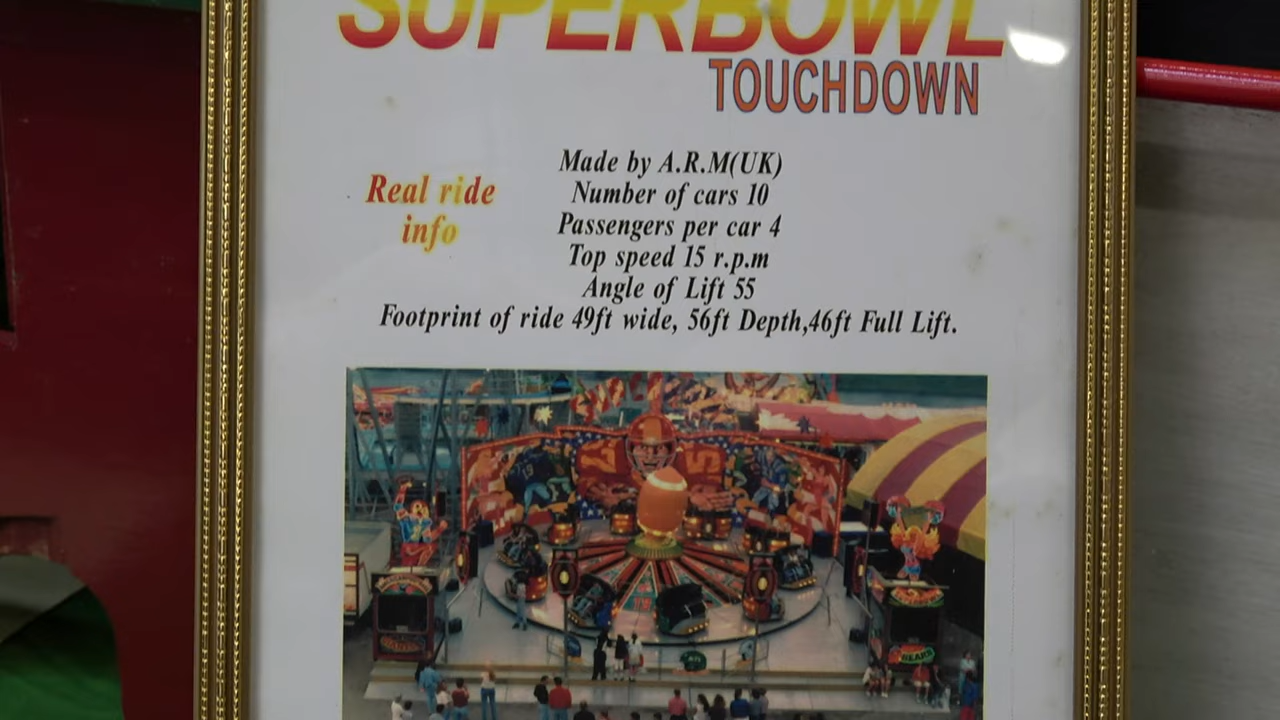 SUPERBOWL
TOUCHDOWN
Real ride
info
Made by A.R.M(UK)
Number of cars 10
Passengers per car 4
Top speed 15 r.p.m
Angle of Lift 55
Footprint of ride 49ft wide, 56ft Depth,46ft Full Lift.
BEARS